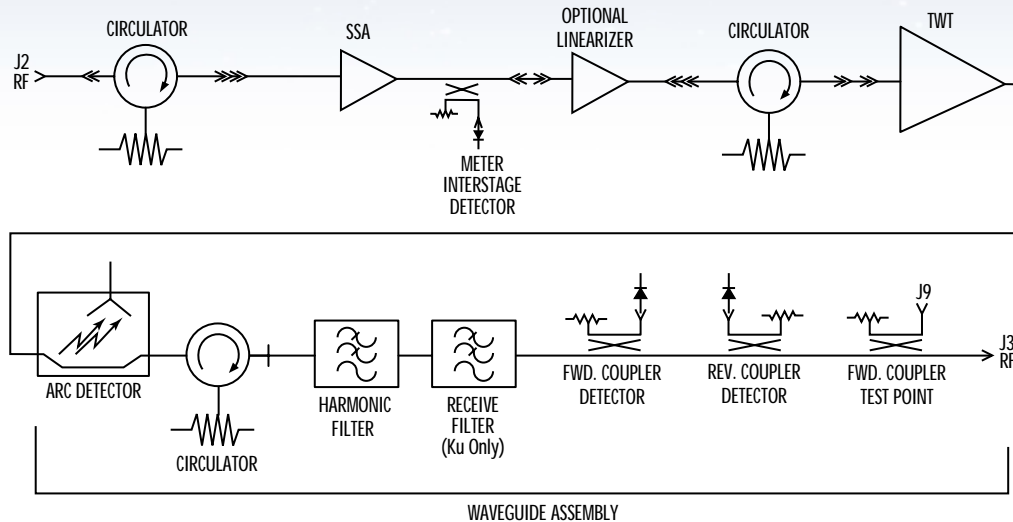 J2
RF
CIRCULATOR
SSA
METER
INTERSTAGE
DETECTOR
OPTIONAL
LINEARIZER
CIRCULATOR
TWT
ARC DETECTOR
CIRCULATOR
HARMONIC
FILTER
RECEIVE
FILTER
(Ku Only)
FWD. COUPLER
DETECTOR
REV. COUPLER
DETECTOR
J9
FWD. COUPLER
TEST POINT
J3
RF
WAVEGUIDE ASSEMBLY